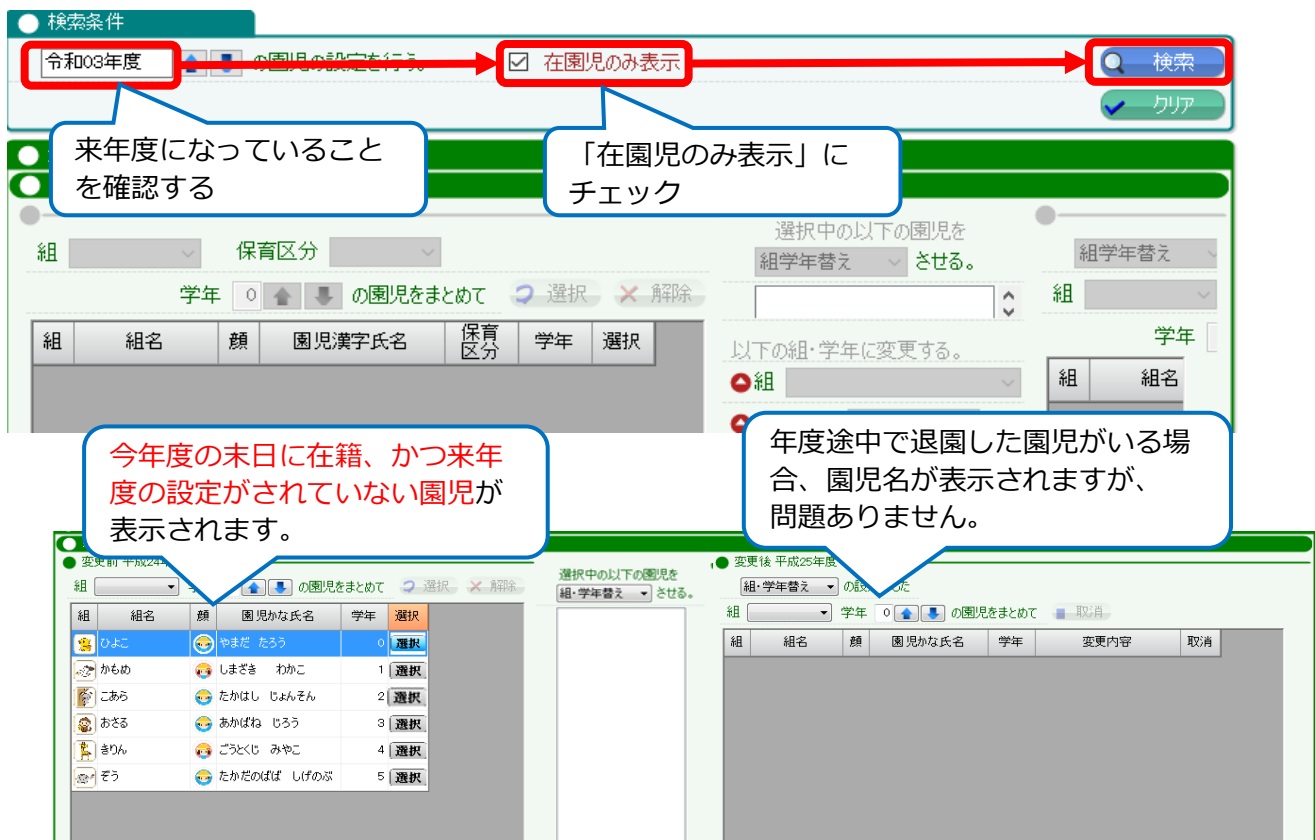 検索条件
令和03年度 の園児の設定を行う。 在園児のみ表示 検索
クリア
来年度になっていること
を確認する
「在園児のみ表示」に
チェック
組 保育区分
学年 0 の園児をまとめて 選択 解除
選択中の以下の園児を
組学年替え させる。
以下の組・学年に変更する。
組
組学年替え
組
学年
組 組名 顔 園児漢字氏名 保育区分 学年 選択
組 組名
今年度の末日に在籍、かつ来年
度の設定がされていない園児が
表示されます。
年度途中で退園した園児がいる場
合、園児名が表示されますが、
問題ありません。
変更前 平成24年
組 の園児をまとめて 選択 解除
組 組名 顔 園児かな氏名 学年 選択
ひよこ やまだ たろう 0 選択
かもめ しまざき わかこ 1 選択
こあら たかはし じょんそん 2 選択
おさる あかばね じろう 3 選択
きりん ごうとくじ みやこ 4 選択
ぞう たかだのばば しげのぶ 5 選択
選択中の以下の園児を
組・学年替え させる。
変更後 平成25年度
組・学年替え の設 した
組 学年 0 の園児をまとめて 取消
組 組名 顔 園児かな氏名 学年 変更内容 取消